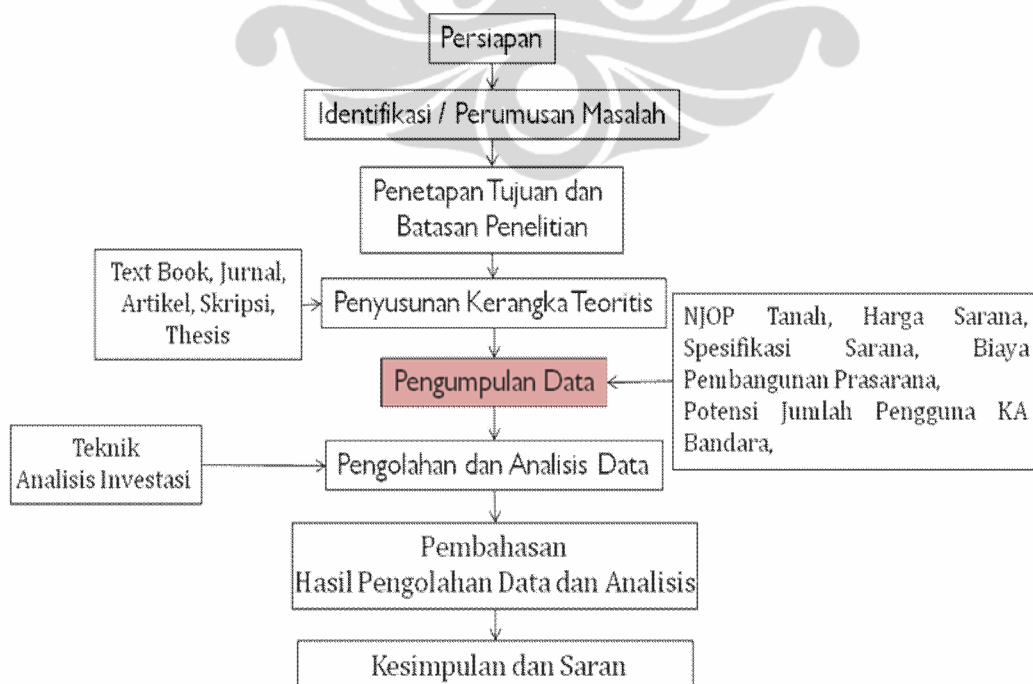 Persiapan
Identifikasi / Perumusan Masalah
Penetapan Tujuan dan
Batasan Penelitian
Text Book, Jurnal,
Artikel, Skripsi,
Thesis
Penyusunan Kerangka Teoritis
NJOP Tanah, Harga Sarana,
Spesifikasi Sarana, Biaya
Pembangunan Prasarana,
Potensi Jumlah Pengguna KA
Bandara,
Pengumpulan Data
Teknik
Analisis Investasi
Pengolahan dan Analisis Data
Pembahasan
Hasil Pengolahan Data dan Analisis
Kesimpulan dan Saran